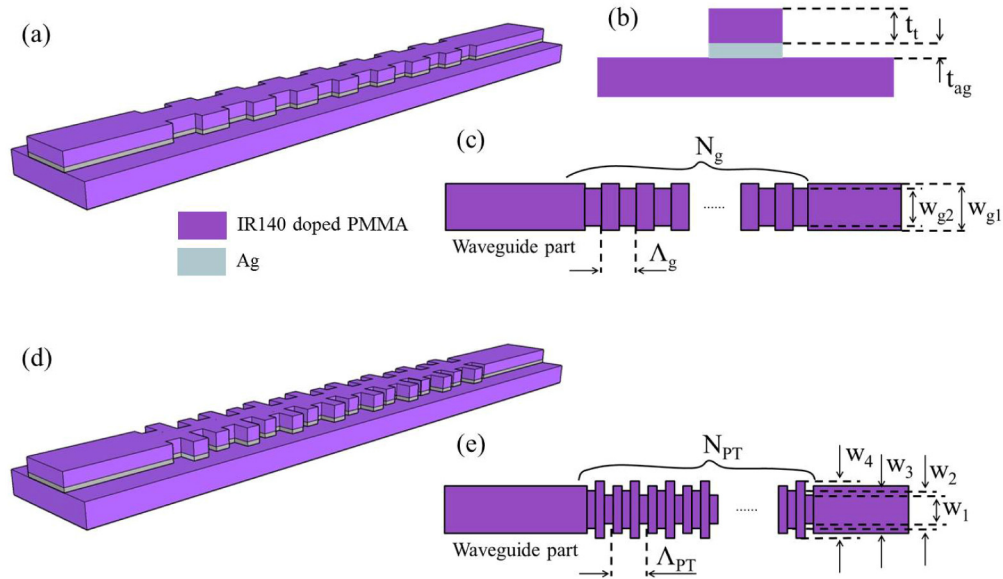 (a)
(b)
t_t
t_ag
(c)
N_g
w_g2
w_g1
Waveguide part
Λ_g
IR140 doped PMMA
Ag
(d)
(e)
N_PT
w_4
w_3
w_2
w_1
Waveguide part
Λ_PT
......
......